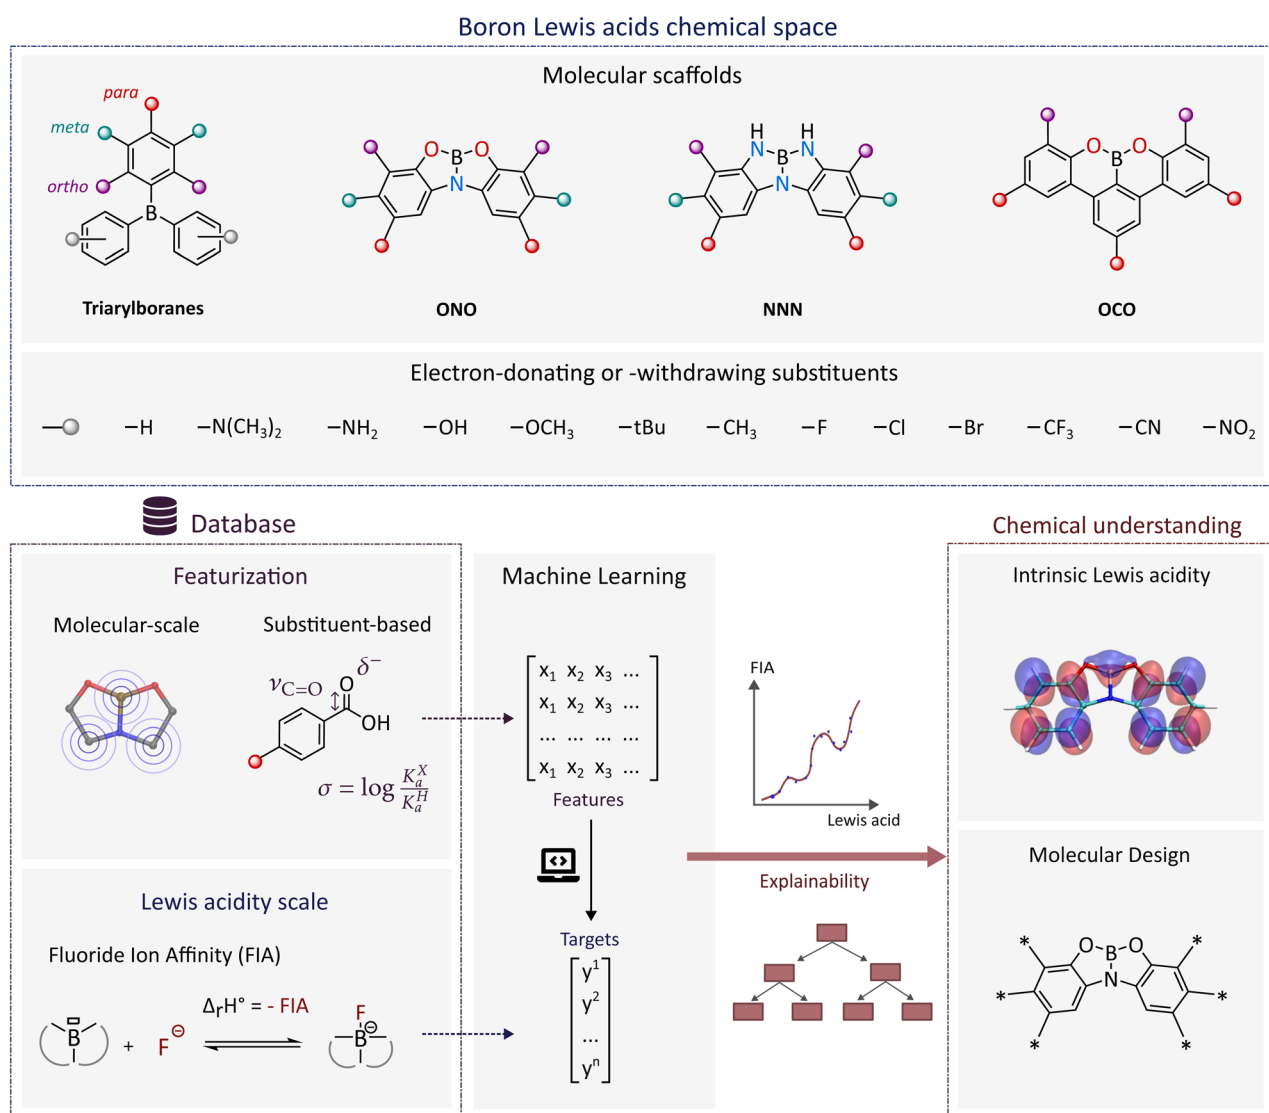 Boron Lewis acids chemical space
Molecular scaffolds
para
meta
ortho
B
Triarylboranes
O B O
N
ONO
H H
N B N
N
NNN
O B O
OCO
Electron-donating or -withdrawing substituents
–H –N(CH₃)₂ –NH₂ –OH –OCH₃ –tBu –CH₃ –F –Cl –Br –CF₃ –CN –NO₂
Database
Featurization
Molecular-scale
Substituent-based
νC=O
δ⁻
O
OH
σ = log KₐX / KₐH
Lewis acidity scale
Fluoride Ion Affinity (FIA)
ΔrH° = - FIA
B + F⊖
F
B⊖
Machine Learning
x₁ x₂ x₃ ...
x₁ x₂ x₃ ...
... ... ... ...
x₁ x₂ x₃ ...
Features
Targets
y¹
y²
...
yⁿ
FIA
Lewis acid
Explainability
Chemical understanding
Intrinsic Lewis acidity
Molecular Design
* O B O *
* N *
* *